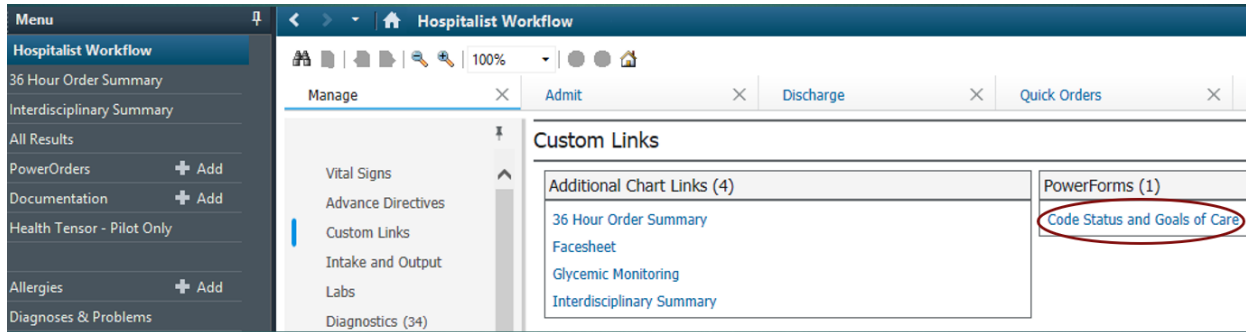 Menu
Hospitalist Workflow
36 Hour Order Summary
Interdisciplinary Summary
All Results
PowerOrders + Add
Documentation + Add
Health Tensor - Pilot Only
Allergies + Add
Diagnoses & Problems
Hospitalist Workflow
100%
Manage Admit Discharge Quick Orders
Vital Signs
Advance Directives
Custom Links
Intake and Output
Labs
Diagnostics (34)
Custom Links
Additional Chart Links (4)
36 Hour Order Summary
Facesheet
Glycemic Monitoring
Interdisciplinary Summary
PowerForms (1)
Code Status and Goals of Care